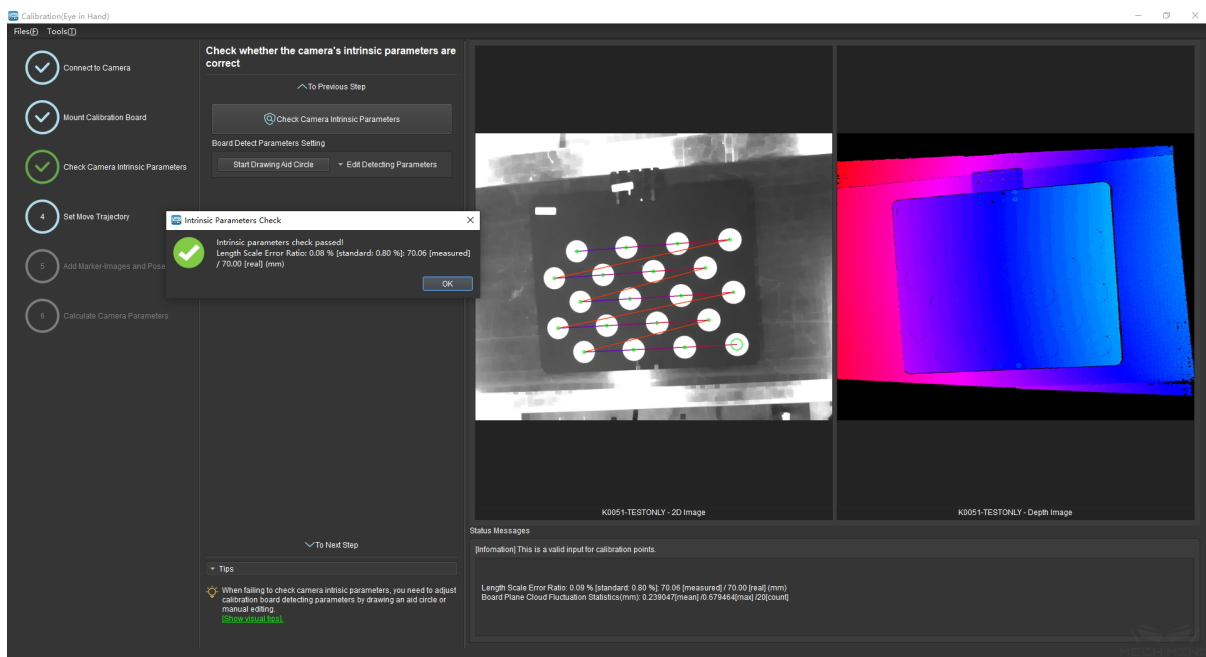 Calibration(Eye in Hand)
Files(F) Tools(T)
Connect to Camera
Mount Calibration Board
Check Camera Intrinsic Parameters
4 Set Move Trajectory
5 Add Marker-Images and Pose
6 Calculate Camera Parameters
Check whether the camera's intrinsic parameters are
correct
To Previous Step
Check Camera Intrinsic Parameters
Board Detect Parameters Setting
Start Drawing Aid Circle Edit Detecting Parameters
Intrinsic Parameters Check
Intrinsic parameters check passed!
Length Scale Error Ratio: 0.08 % [standard: 0.80 %]: 70.06 [measured]
/ 70.00 [real] (mm)
OK
To Next Step
Tips
When failing to check camera intrinsic parameters, you need to adjust
calibration board detecting parameters by drawing an aid circle or
manual editing.
[Show visual tips].
K0051-TESTONLY - 2D Image
K0051-TESTONLY - Depth Image
Status Messages
[Infomation] This is a valid input for calibration points.
Length Scale Error Ratio: 0.09 % [standard: 0.80 %]: 70.06 [measured] / 70.00 [real] (mm)
Board Plane Cloud Fluctuation Statistics(mm): 0.239047[mean] /0.679464[max] /20[count]
MECH MIND